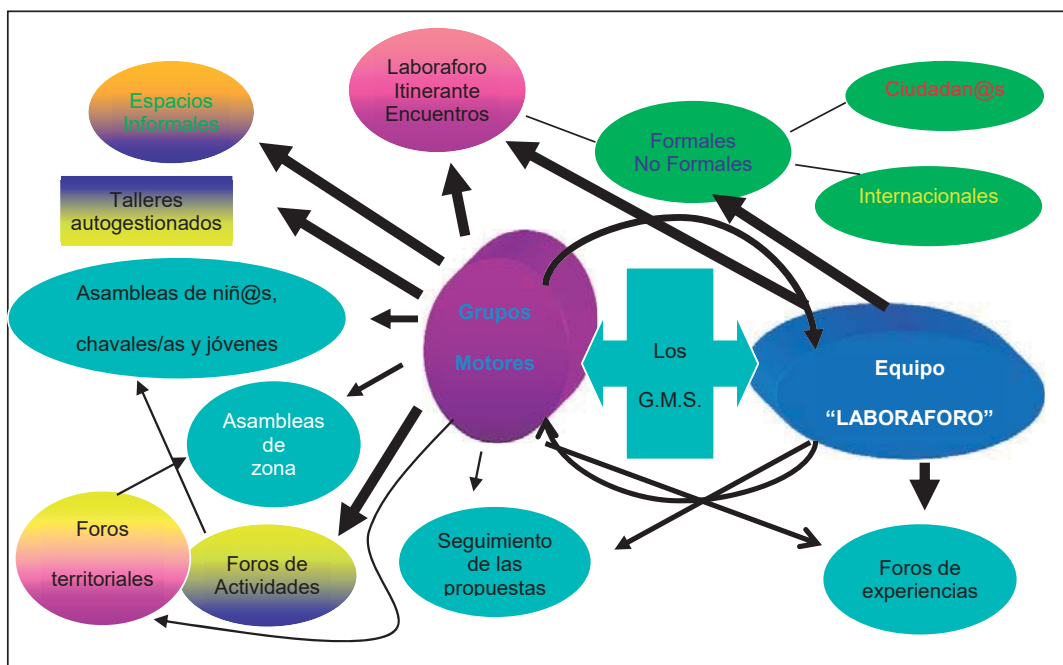 Laboraforo
Itinerante
Encuentros
Ciudadan@s
Espacios
Informales
Formales
No Formales
Internacionales
Talleres
autogestionados
Asambleas de niñ@s,
chavales/as y jóvenes
Grupos
Motores
Los
G.M.S.
Equipo
“LABORAFORO”
Asambleas
de
zona
Foros
territoriales
Foros de
Actividades
Seguimiento
de las
propuestas
Foros de
experiencias